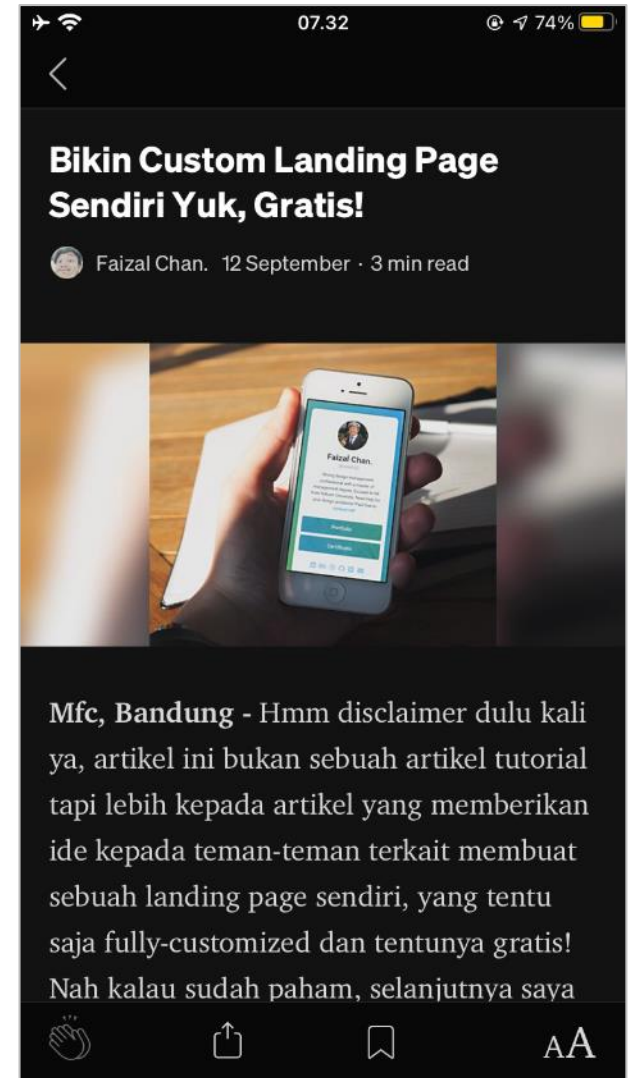 07.32
74%
Bikin Custom Landing Page
Sendiri Yuk, Gratis!
Faizal Chan. 12 September · 3 min read
Faizal Chan.
Portfolio
Certificate
Mfc, Bandung - Hmm disclaimer dulu kali
ya, artikel ini bukan sebuah artikel tutorial
tapi lebih kepada artikel yang memberikan
ide kepada teman-teman terkait membuat
sebuah landing page sendiri, yang tentu
saja fully-customized dan tentunya gratis!
Nah kalau sudah paham, selanjutnya saya
AA